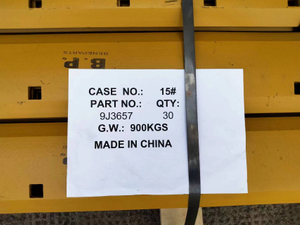 B.P
CASE NO.: 15#
PART NO.: QTY:
9J3657 30
G.W.: 900KGS
MADE IN CHINA